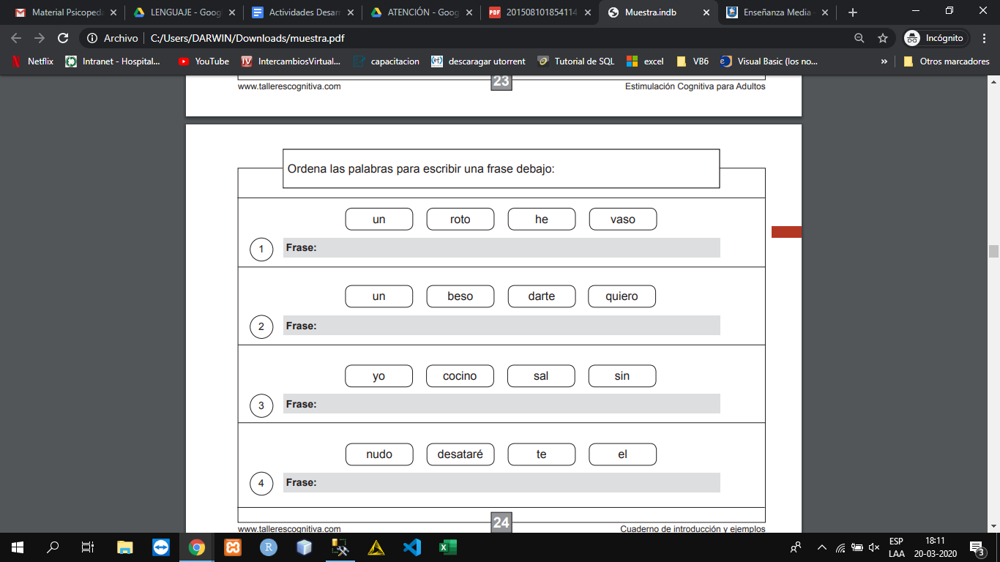 Material Psicopeda
LENGUAJE - Goog
Actividades Desarr
ATENCIÓN - Goog
201508101854114
Muestra.indb
Enseñanza Media -
Archivo C:/Users/DARWIN/Downloads/muestra.pdf Incógnito
Netflix Intranet - Hospital... YouTube IntercambiosVirtual... capacitacion descaragar utorrent Tutorial de SQL excel VB6 Visual Basic (los no... » Otros marcadores
www.tallerescognitiva.com 23 Estimulación Cognitiva para Adultos
Ordena las palabras para escribir una frase debajo:
un roto he vaso
1 Frase:
un beso darte quiero
2 Frase:
yo cocino sal sin
3 Frase:
nudo desataré te el
4 Frase:
www.tallerescognitiva.com 24 Cuaderno de introducción y ejemplos
ESP 18:11
LAA 20-03-2020 3